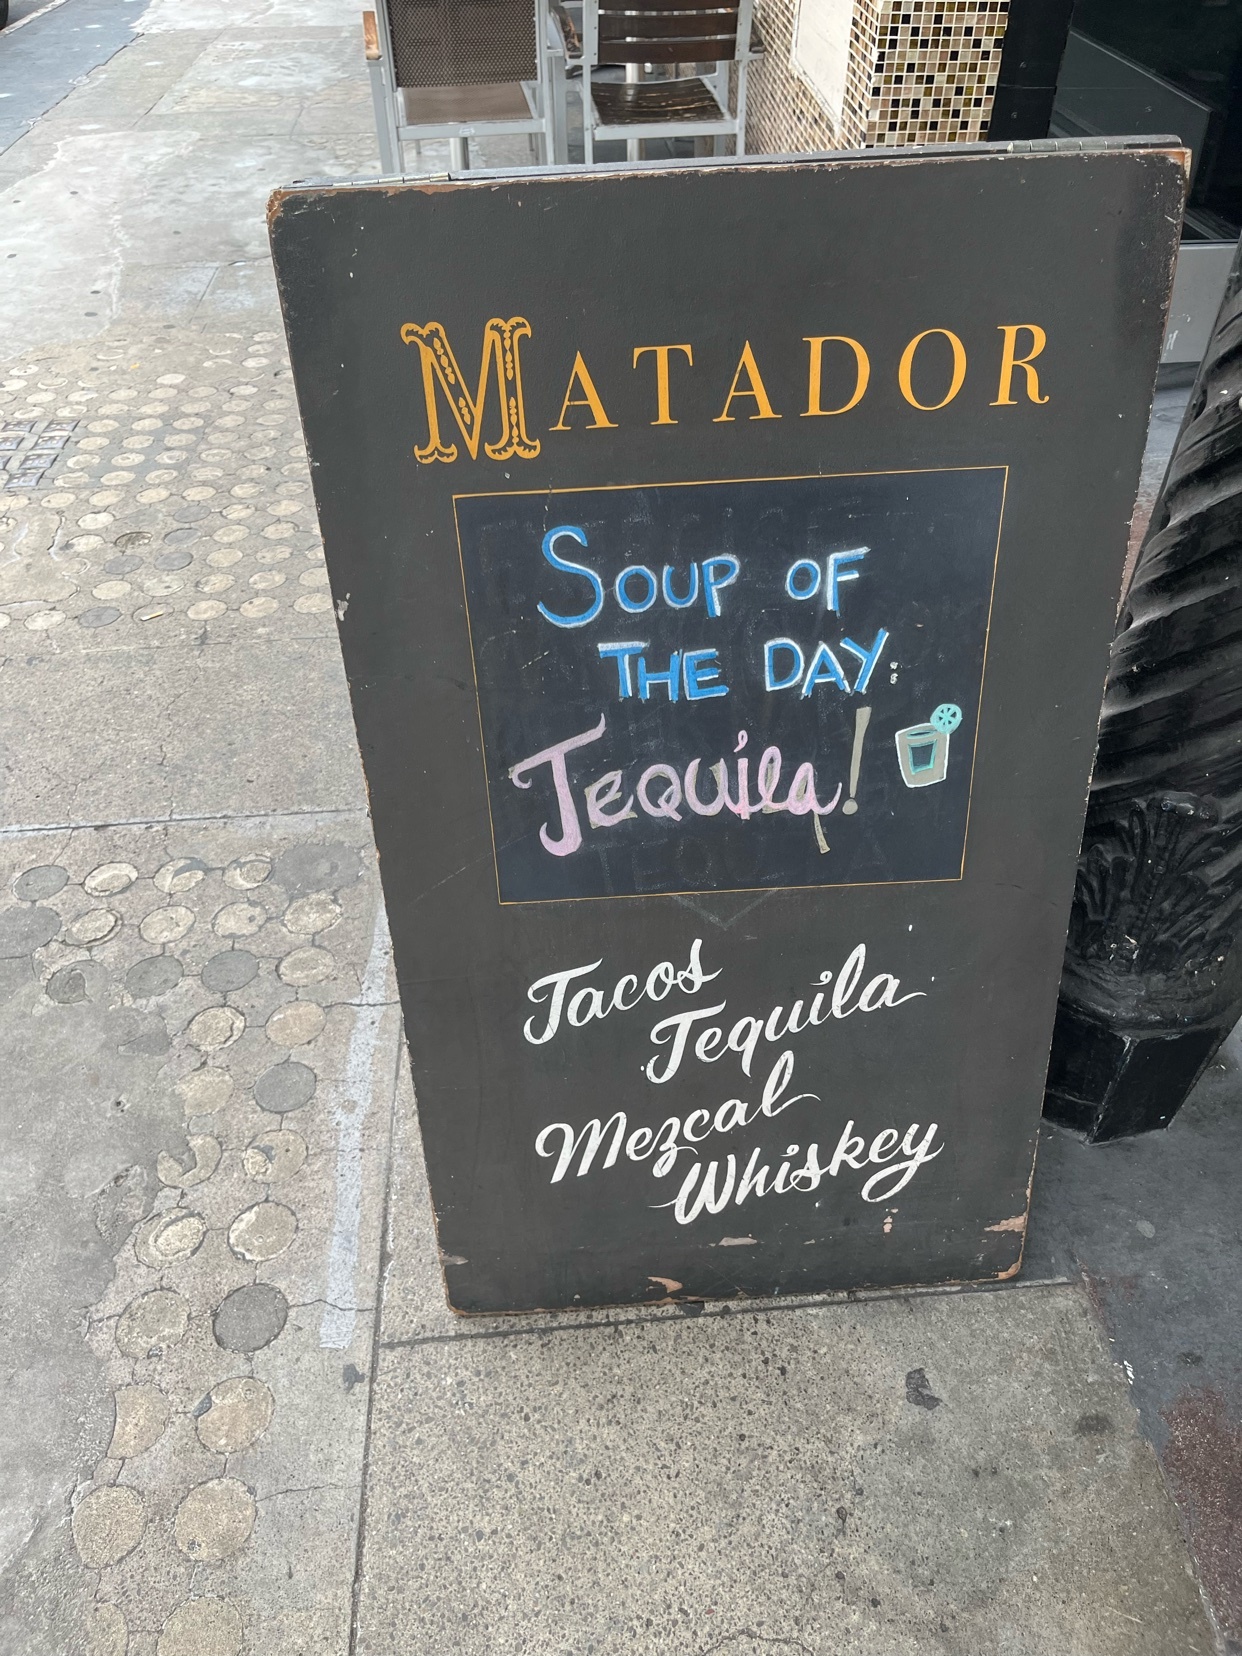 MATADOR
SOUP OF
THE DAY:
TEQUILA!
Tacos
Tequila
Mezcal
Whiskey